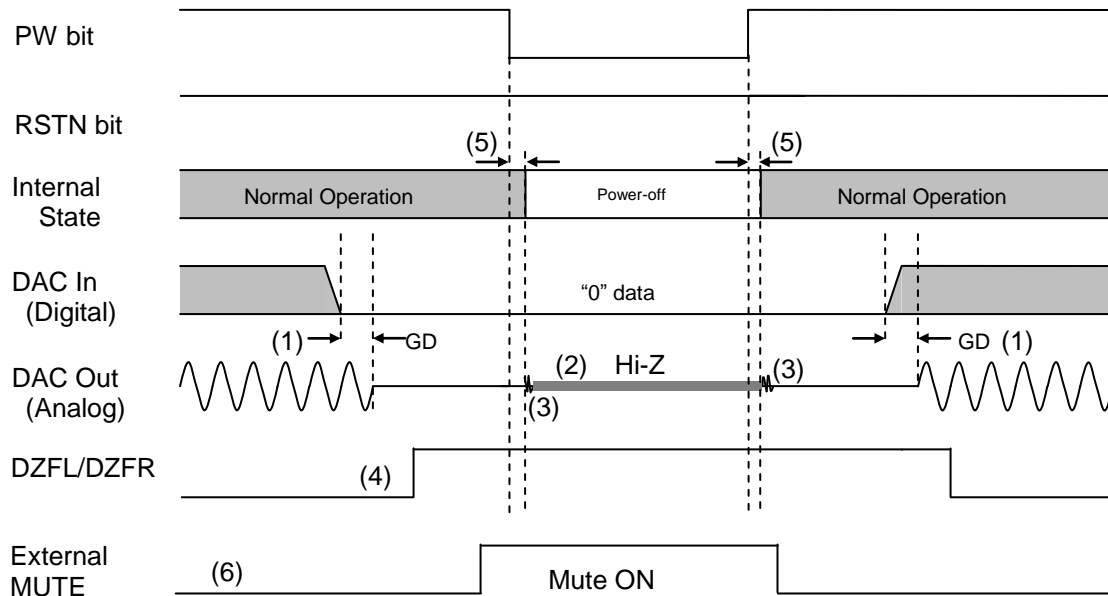 PW bit
RSTN bit
(5) (5)
Internal
State
Normal Operation Power-off Normal Operation
DAC In
(Digital)
“0” data
(1) GD GD (1)
DAC Out
(Analog)
(2) Hi-Z (3)
(3)
DZFL/DZFR (4)
External
MUTE
(6) Mute ON